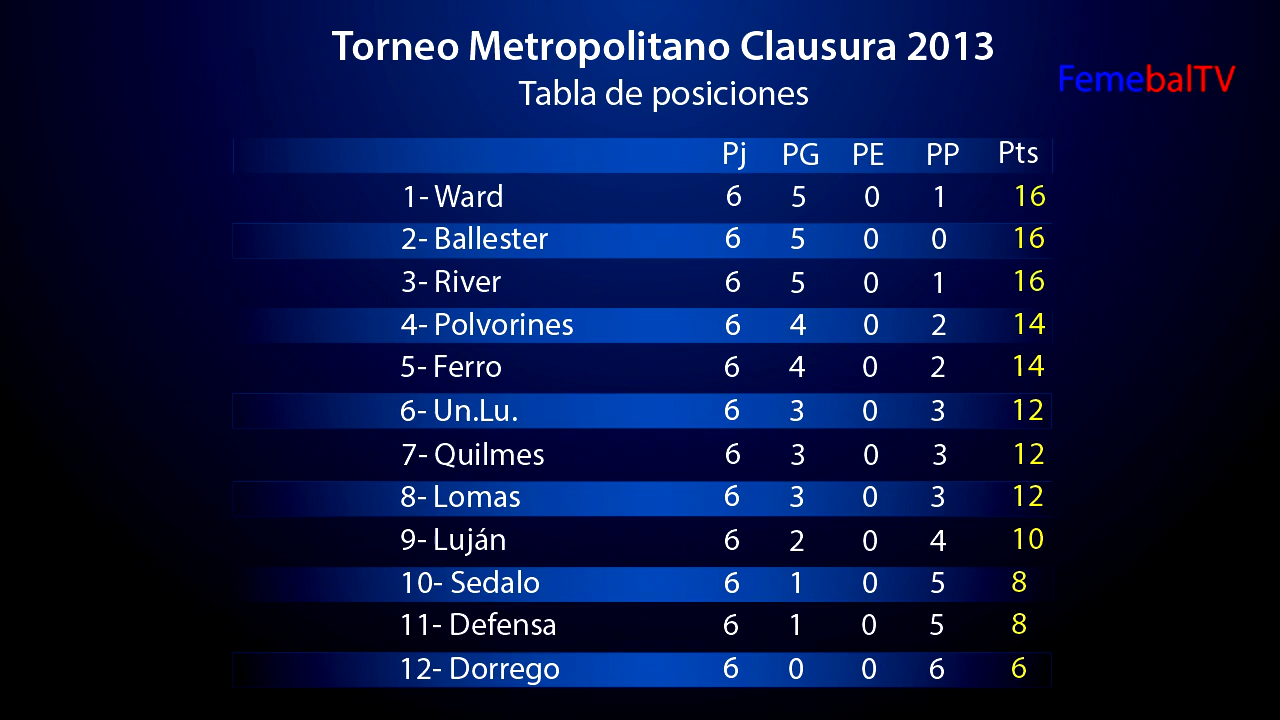 Torneo Metropolitano Clausura 2013
FemebalTV
Tabla de posiciones
Pj PG PE PP Pts
1- Ward 6 5 0 1 16
2- Ballester 6 5 0 0 16
3- River 6 5 0 1 16
4- Polvorines 6 4 0 2 14
5- Ferro 6 4 0 2 14
6- Un.Lu. 6 3 0 3 12
7- Quilmes 6 3 0 3 12
8- Lomas 6 3 0 3 12
9- Luján 6 2 0 4 10
10- Sedalo 6 1 0 5 8
11- Defensa 6 1 0 5 8
12- Dorrego 6 0 0 6 6